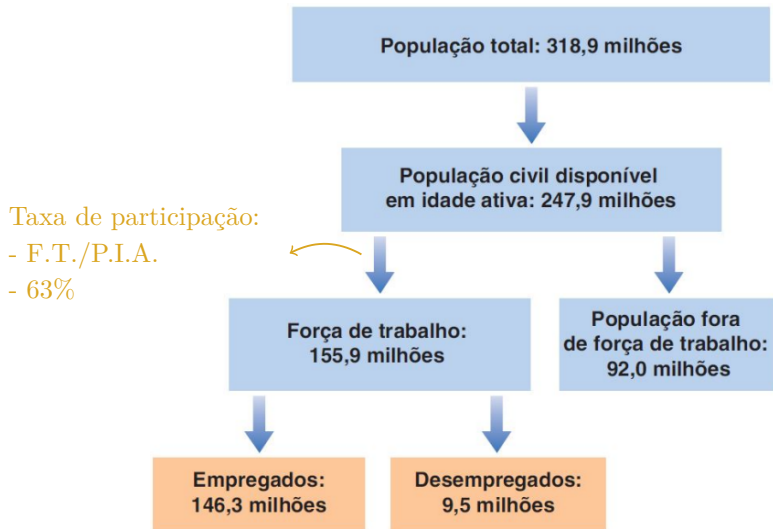 População total: 318,9 milhões
População civil disponível
em idade ativa: 247,9 milhões
Taxa de participação:
- F.T./P.I.A.
- 63%
Força de trabalho:
155,9 milhões
População fora
de força de trabalho:
92,0 milhões
Empregados:
146,3 milhões
Desempregados:
9,5 milhões